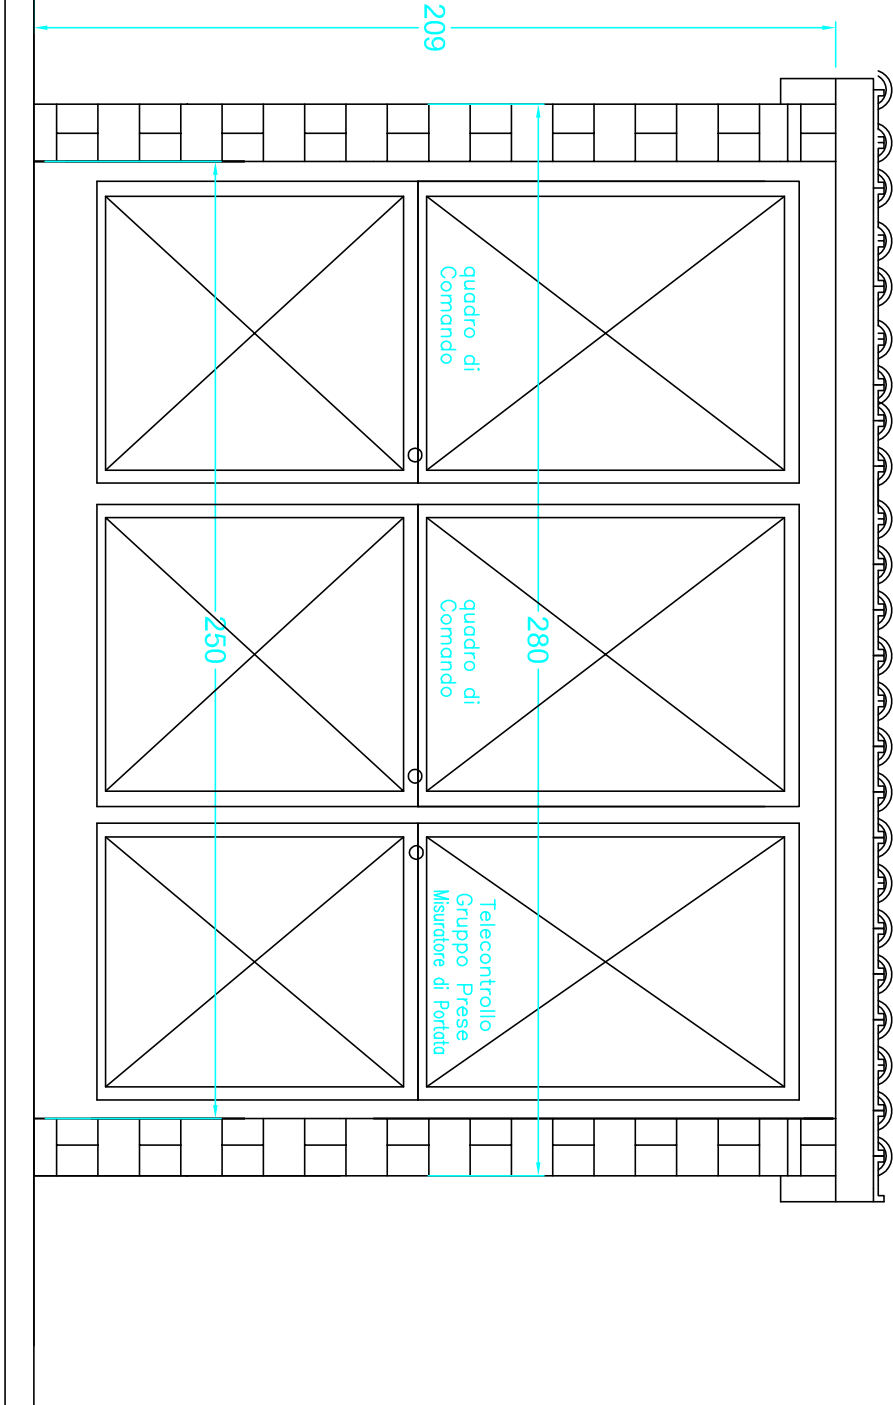 209
quadro di
Comando
280
250
quadro di
Comando
Telecontrollo
Gruppo Prese
Misuratore di Portata